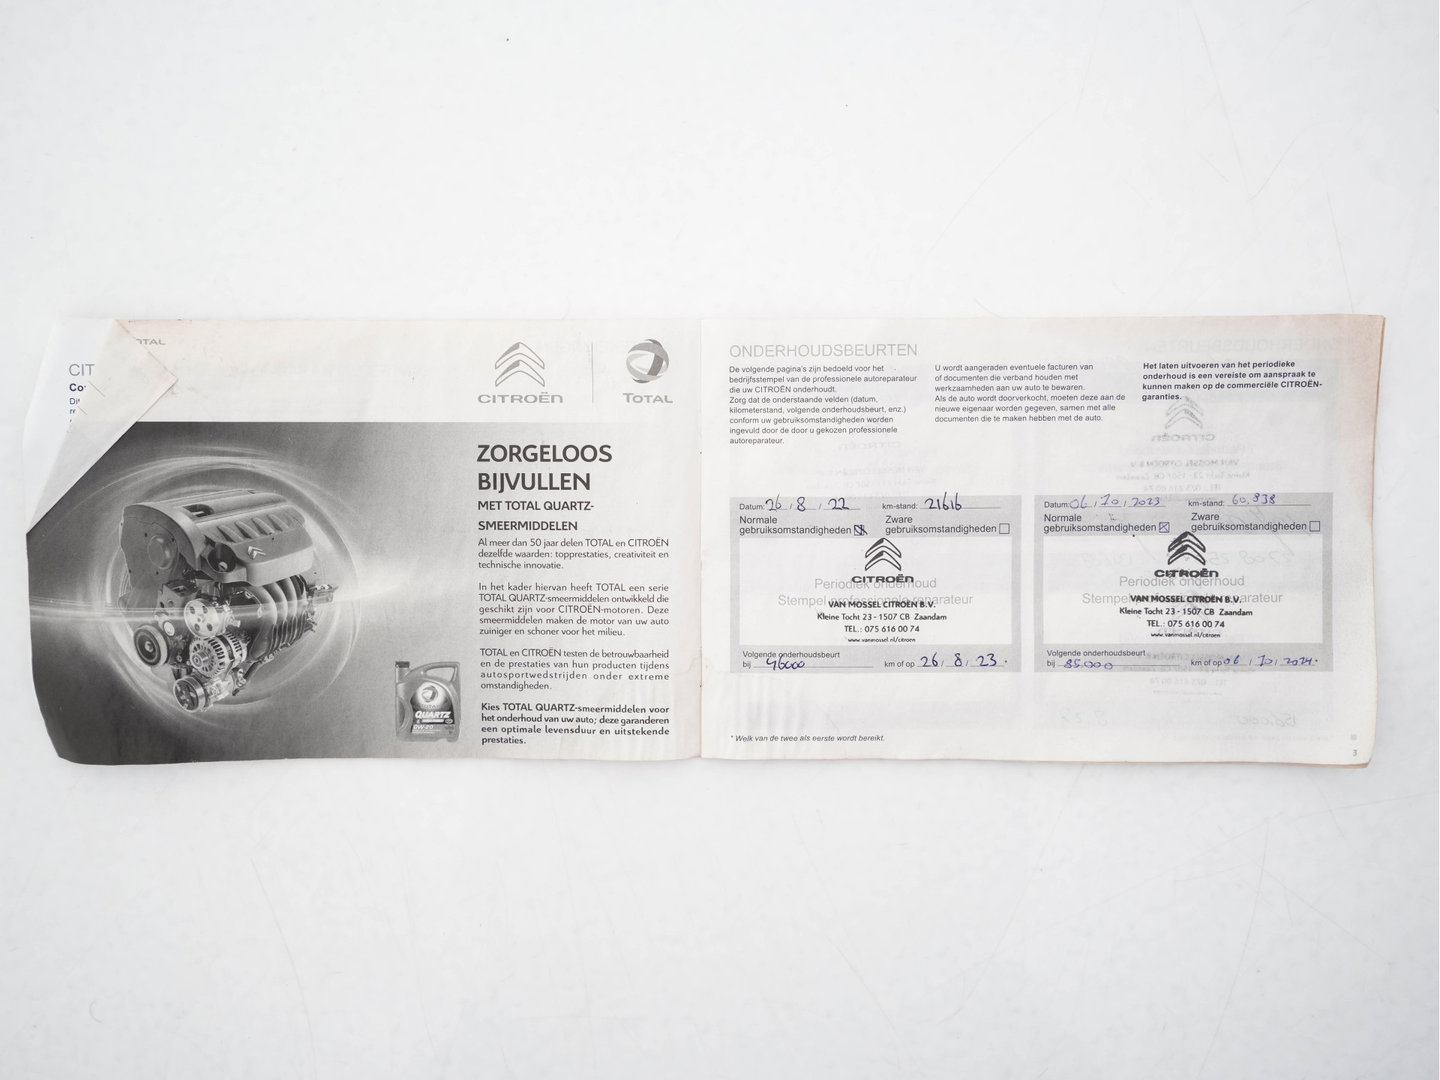 OTAL
CIT
CITROËN
TOTAL
ZORGELOOS
BIJVULLEN
MET TOTAL QUARTZ-
SMEERMIDDELEN
Al meer dan 50 jaar delen TOTAL en CITROËN
dezelfde waarden: topprestaties, creativiteit en
technische innovatie.
In het kader hiervan heeft TOTAL een serie
TOTAL QUARTZ-smeermiddelen ontwikkeld die
geschikt zijn voor CITROËN-motoren. Deze
smeermiddelen maken de motor van uw auto
zuiniger en schoner voor het milieu.
TOTAL en CITROËN testen de betrouwbaarheid
en de prestaties van hun producten tijdens
autosportwedstrijden onder extreme
omstandigheden.
Kies TOTAL QUARTZ-smeermiddelen voor
het onderhoud van uw auto; deze garanderen
een optimale levensduur en uitstekende
prestaties.
QUARTZ
ONDERHOUDSBEURTEN
De volgende pagina's zijn bedoeld voor het
bedrijfsstempel van de professionele autoreparateur
die uw CITROËN onderhoudt.
Zorg dat de onderstaande velden (datum,
kilometerstand, volgende onderhoudsbeurt, enz.)
conform uw gebruiksomstandigheden worden
ingevuld door de door u gekozen professionele
autoreparateur.
U wordt aangeraden eventuele facturen van
of documenten die verband houden met
werkzaamheden aan uw auto te bewaren.
Als de auto wordt doorverkocht, moeten deze aan de
nieuwe eigenaar worden gegeven, samen met alle
documenten die te maken hebben met de auto.
Het laten uitvoeren van het periodieke
onderhoud is een vereiste om aanspraak te
kunnen maken op de commerciële CITROËN-
garanties.
Datum: 26 / 8 / 22 km-stand: 21616
Normale
gebruiksomstandigheden
Zware
gebruiksomstandigheden
CITROËN
Periodiek onderhoud
Stempel professionele reparateur
VAN MOSSEL CITROËN B.V.
Kleine Tocht 23 - 1507 CB Zaandam
TEL.: 075 616 00 74
www.vanmossel.nl/citroen
Volgende onderhoudsbeurt
bij 46000 km of op 26 / 8 / 23 *
Datum: 06 / 10 / 2023 km-stand: 60.838
Normale
gebruiksomstandigheden
Zware
gebruiksomstandigheden
CITROËN
Periodiek onderhoud
Stempel professionele reparateur
VAN MOSSEL CITROËN B.V.
Kleine Tocht 23 - 1507 CB Zaandam
TEL.: 075 616 00 74
www.vanmossel.nl/citroen
Volgende onderhoudsbeurt
bij 85.000 km of op 06 / 10 / 2024 *
* Welk van de twee als eerste wordt bereikt.
3